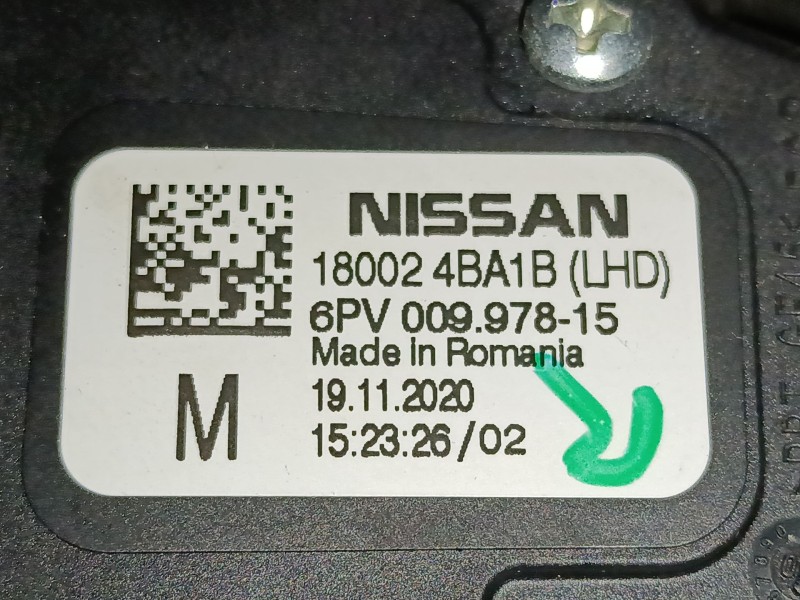 NISSAN
18002 4BA1B (LHD)
6PV 009.978-15
Made in Romania
19.11.2020
15:23:26/02
M